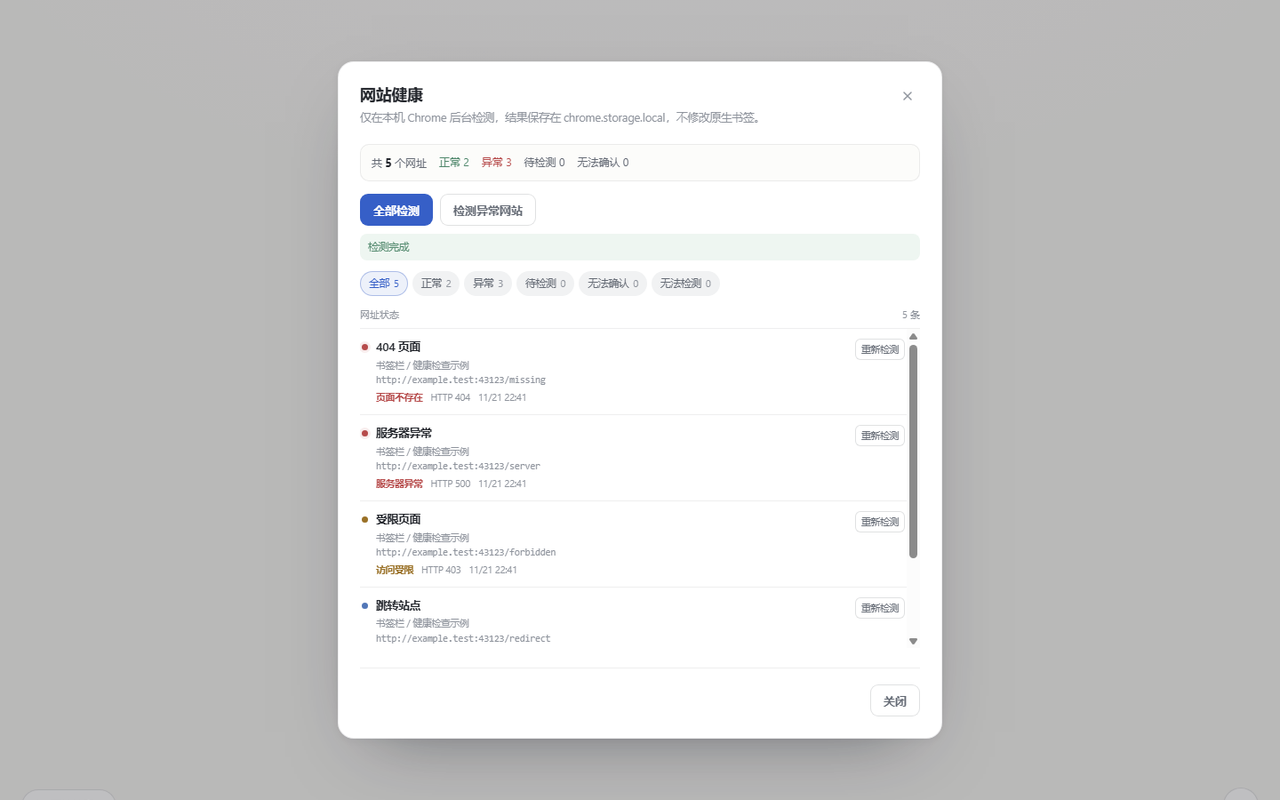 网站健康
仅在本机 Chrome 后台检测，结果保存在 chrome.storage.local，不修改原生书签。
共 5 个网址 正常 2 异常 3 待检测 0 无法确认 0
全部检测 检测异常网站
检测完成
全部 5 正常 2 异常 3 待检测 0 无法确认 0 无法检测 0
网址状态 5 条
404 页面 重新检测
书签栏 / 健康检查示例
http://example.test:43123/missing
页面不存在 HTTP 404 11/21 22:41
服务器异常 重新检测
书签栏 / 健康检查示例
http://example.test:43123/server
服务器异常 HTTP 500 11/21 22:41
受限页面 重新检测
书签栏 / 健康检查示例
http://example.test:43123/forbidden
访问受限 HTTP 403 11/21 22:41
跳转站点 重新检测
书签栏 / 健康检查示例
http://example.test:43123/redirect
关闭